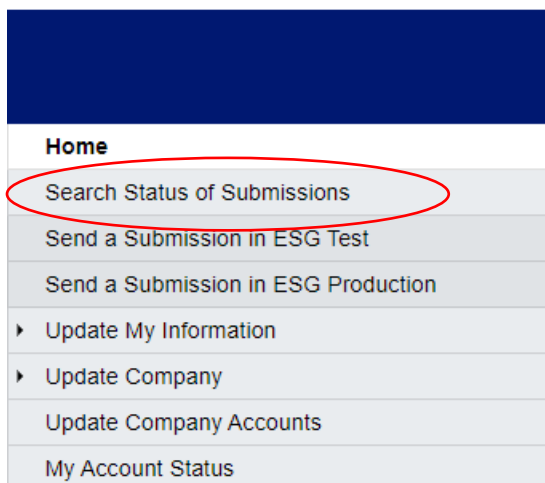 Home
Search Status of Submissions
Send a Submission in ESG Test
Send a Submission in ESG Production
Update My Information
Update Company
Update Company Accounts
My Account Status